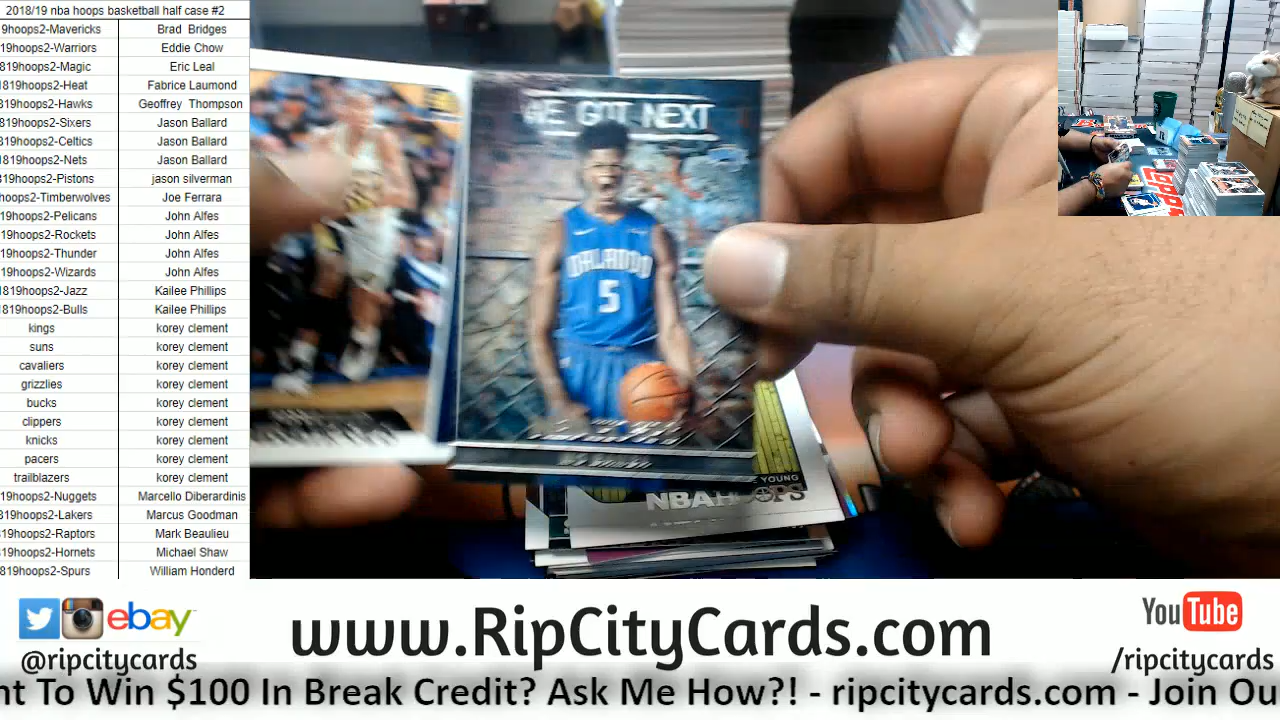 2018/19 nba hoops basketball half case #2
9hoops2-Mavericks Brad Bridges
19hoops2-Warriors Eddie Chow
819hoops2-Magic Eric Leal
1819hoops2-Heat Fabrice Laumond
819hoops2-Hawks Geoffrey Thompson
819hoops2-Sixers Jason Ballard
819hoops2-Celtics Jason Ballard
1819hoops2-Nets Jason Ballard
819hoops2-Pistons jason silverman
hoops2-Timberwolves Joe Ferrara
19hoops2-Pelicans John Alfes
19hoops2-Rockets John Alfes
19hoops2-Thunder John Alfes
19hoops2-Wizards John Alfes
1819hoops2-Jazz Kailee Phillips
1819hoops2-Bulls Kailee Phillips
kings korey clement
suns korey clement
cavaliers korey clement
grizzlies korey clement
bucks korey clement
clippers korey clement
knicks korey clement
pacers korey clement
trailblazers korey clement
19hoops2-Nuggets Marcello Diberardinis
819hoops2-Lakers Marcus Goodman
819hoops2-Raptors Mark Beaulieu
19hoops2-Hornets Michael Shaw
819hoops2-Spurs William Honderd
WE GOT NEXT
ORLANDO
5
YOUNG
NBA HOOPS
ebay
@ripcitycards
www.RipCityCards.com
YouTube
/ripcitycards
nt To Win $100 In Break Credit? Ask Me How?! - ripcitycards.com - Join Ou